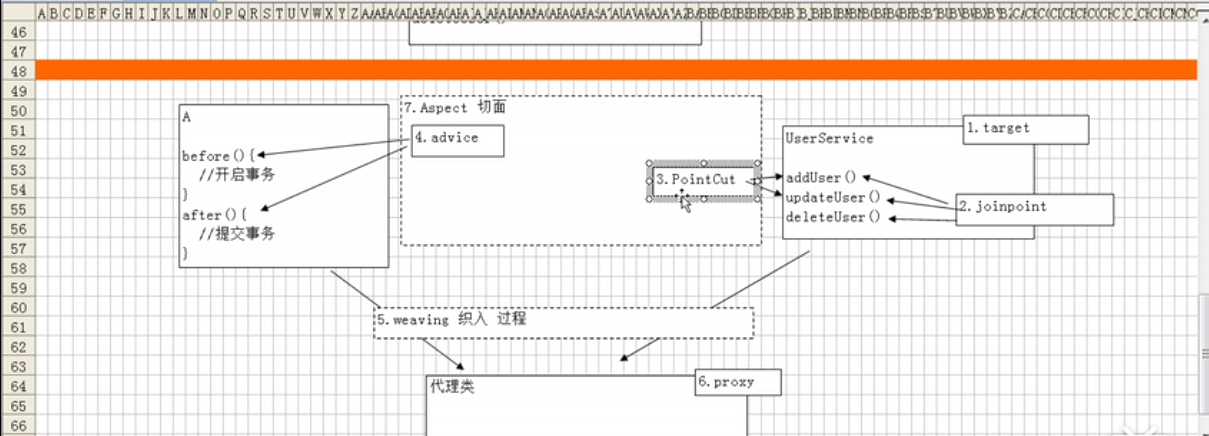 A B C D E F G H I J K L M N O P Q R S T U V W X Y Z
46
47
48
49
50
51
52
53
54
55
56
57
58
59
60
61
62
63
64
65
66
A
before(){
//开启事务
}
after(){
//提交事务
}
7.Aspect 切面
4.advice
3.PointCut
UserService
1.target
addUser()
updateUser()
deleteUser()
2.joinpoint
5.weaving 织入 过程
代理类
6.proxy